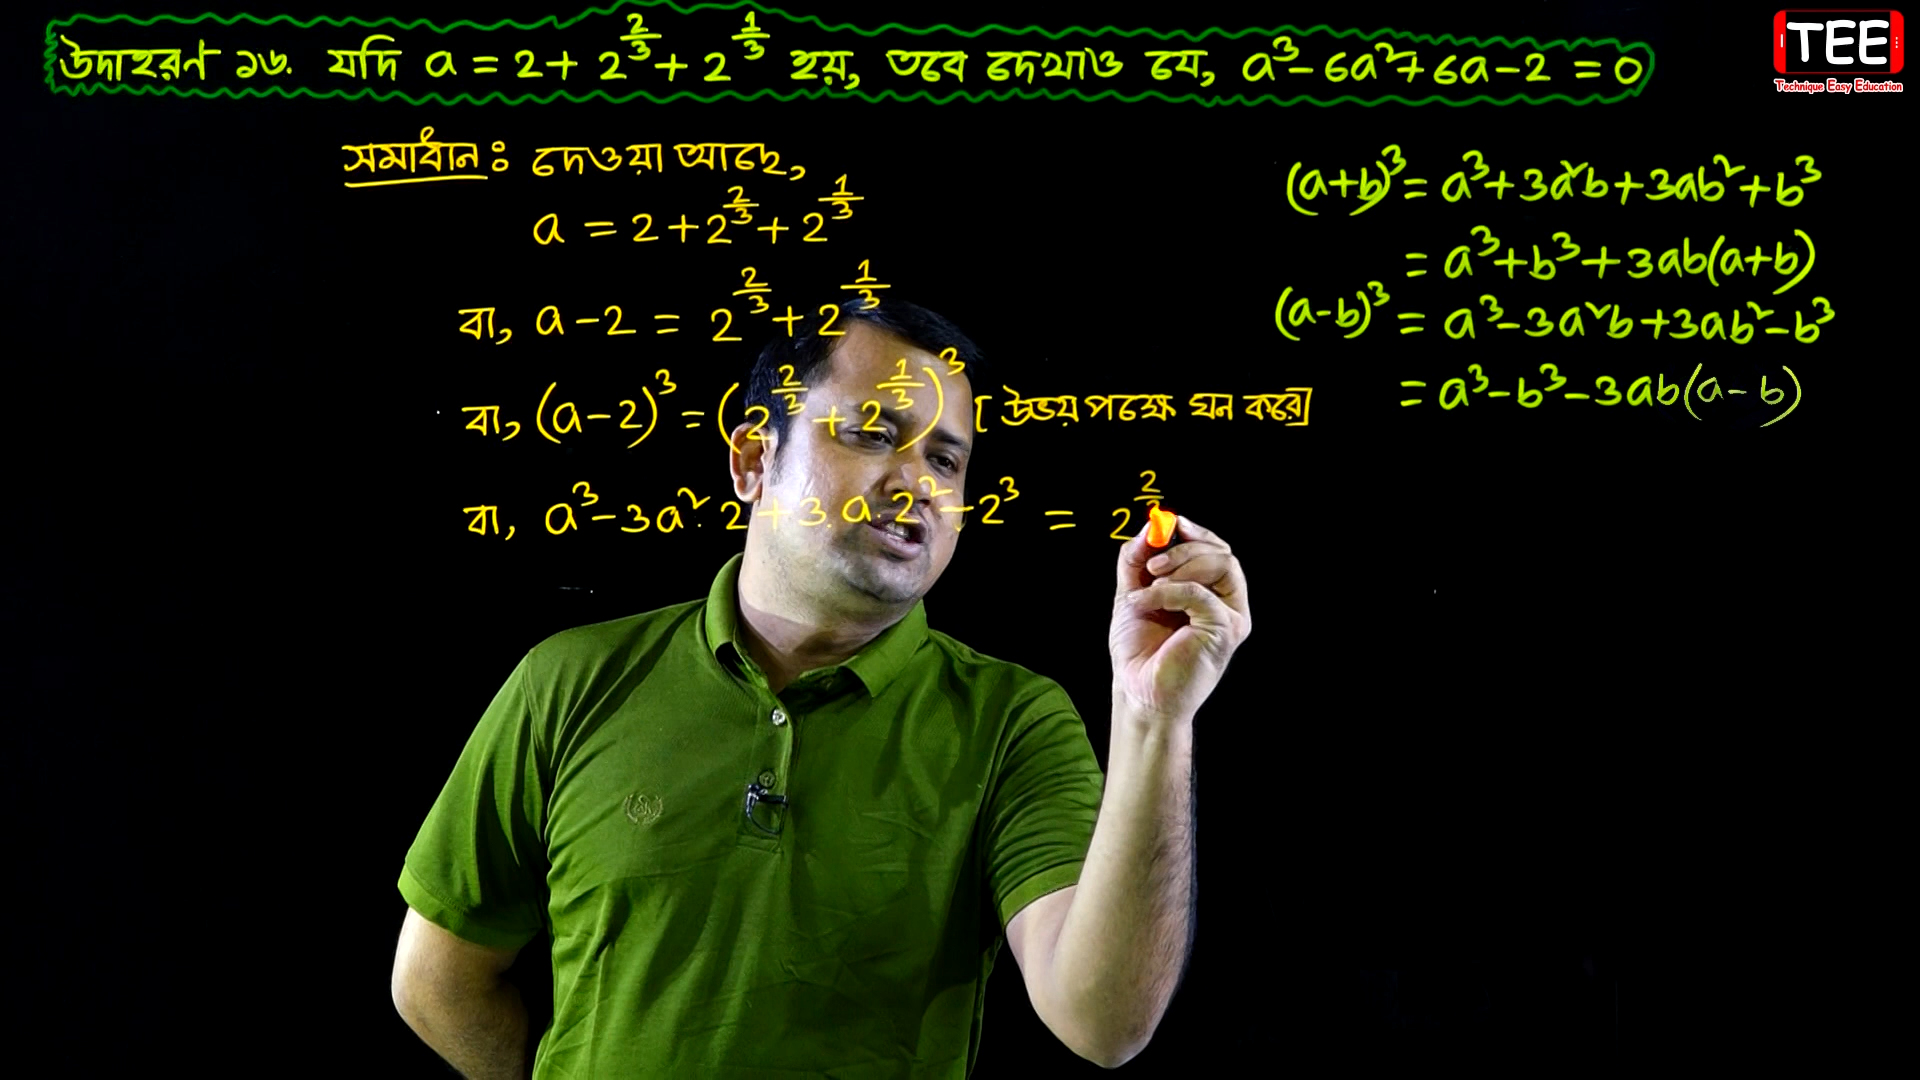 উদাহরণ ১৬. যদি a = 2 + 2^{2/3} + 2^{1/3} হয়, তবে দেখাও যে, a³ - 6a² + 6a - 2 = 0
TEE
Technique Easy Education
সমাধান: দেওয়া আছে,
a = 2 + 2^{2/3} + 2^{1/3}
বা, a - 2 = 2^{2/3} + 2^{1/3}
বা, (a - 2)³ = (2^{2/3} + 2^{1/3})³ [উভয় পক্ষে ঘন করে]
বা, a³ - 3a².2 + 3.a.2² - 2³ = 2
(a+b)³ = a³ + 3a²b + 3ab² + b³
= a³ + b³ + 3ab(a+b)
(a-b)³ = a³ - 3a²b + 3ab² - b³
= a³ - b³ - 3ab(a - b)